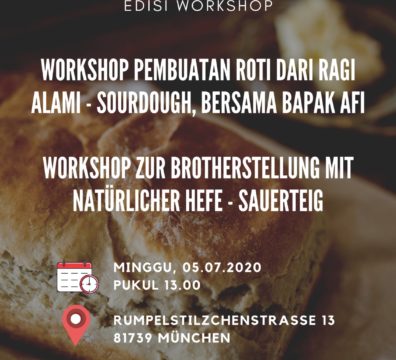 EDISI WORKSHOP
WORKSHOP PEMBUATAN ROTI DARI RAGI
ALAMI - SOURDOUGH, BERSAMA BAPAK AFI
WORKSHOP ZUR BROTHERSTELLUNG MIT
NATÜRLICHER HEFE - SAUERTEIG
MINGGU, 05.07.2020
PUKUL 13.00
RUMPELSTILZCHENSTRASSE 13
81739 MÜNCHEN